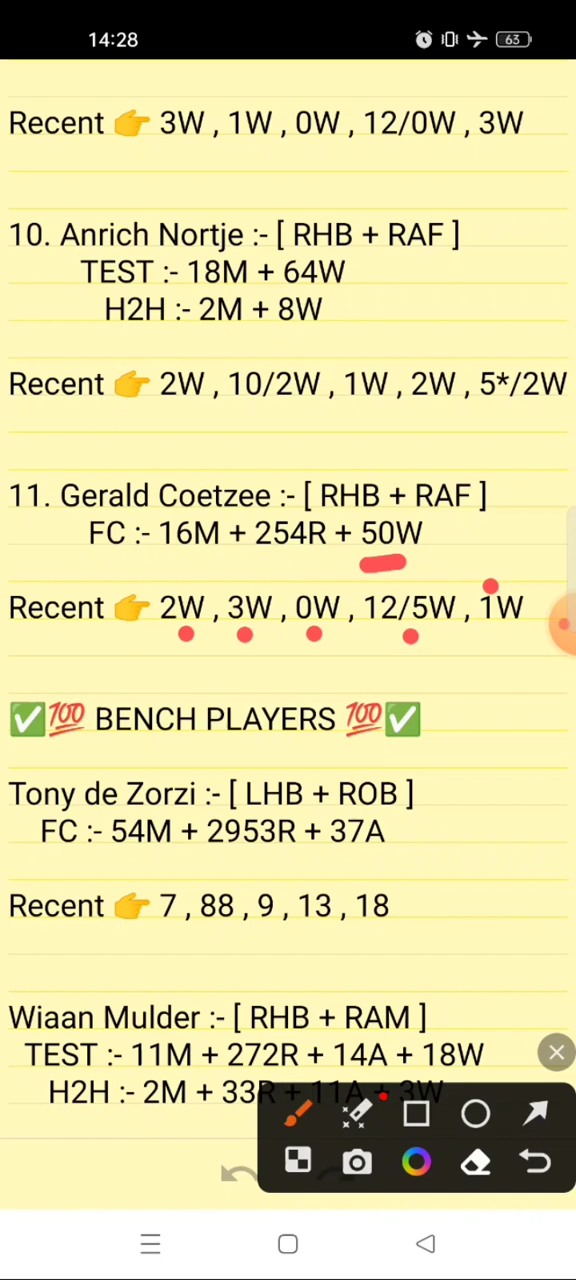 14:28
63
Recent 👉 3W , 1W , 0W , 12/0W , 3W
10. Anrich Nortje :- [ RHB + RAF ]
TEST :- 18M + 64W
H2H :- 2M + 8W
Recent 👉 2W , 10/2W , 1W , 2W , 5*/2W
11. Gerald Coetzee :- [ RHB + RAF ]
FC :- 16M + 254R + 50W
Recent 👉 2W , 3W , 0W , 12/5W , 1W
✅💯 BENCH PLAYERS 💯✅
Tony de Zorzi :- [ LHB + ROB ]
FC :- 54M + 2953R + 37A
Recent 👉 7 , 88 , 9 , 13 , 18
Wiaan Mulder :- [ RHB + RAM ]
TEST :- 11M + 272R + 14A + 18W
H2H :- 2M + 33R + 11A + 3W